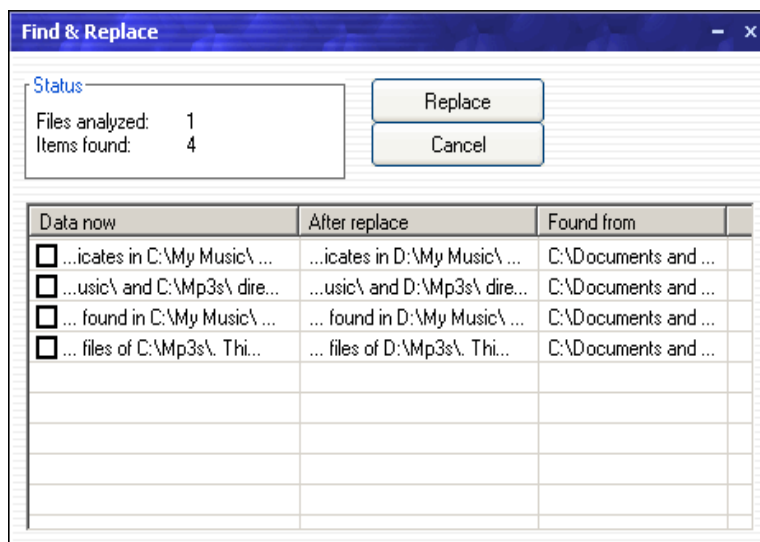 Find & Replace
Status
Files analyzed: 1
Items found: 4
Replace
Cancel
Data now After replace Found from
...icates in C:\My Music\ ... ...icates in D:\My Music\ ... C:\Documents and ...
...usic\ and C:\Mp3s\ dire... ...usic\ and D:\Mp3s\ dire... C:\Documents and ...
... found in C:\My Music\ ... ... found in D:\My Music\ ... C:\Documents and ...
... files of C:\Mp3s\. Thi... ... files of D:\Mp3s\. Thi... C:\Documents and ...